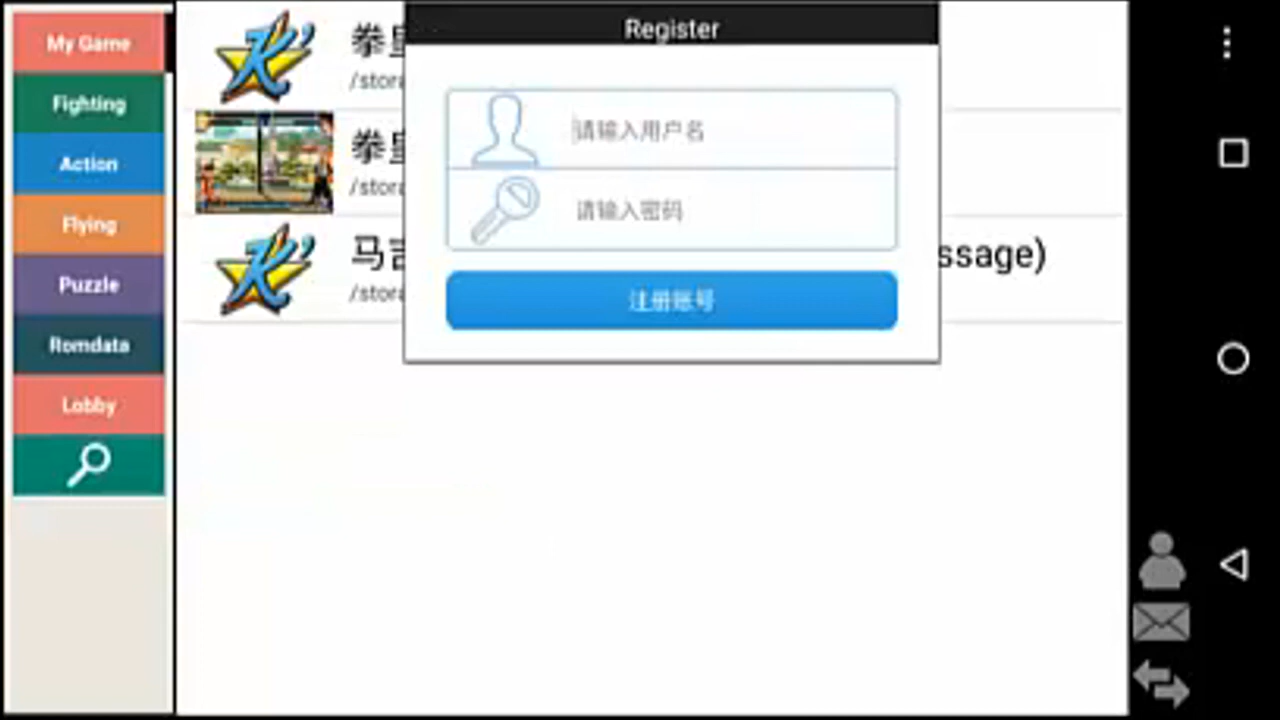 My Game
Fighting
Action
Flying
Puzzle
Romdata
Lobby
拳皇
/stora
拳皇
/stora
马
/stora
ssage)
Register
请输入用户名
请输入密码
注册账号